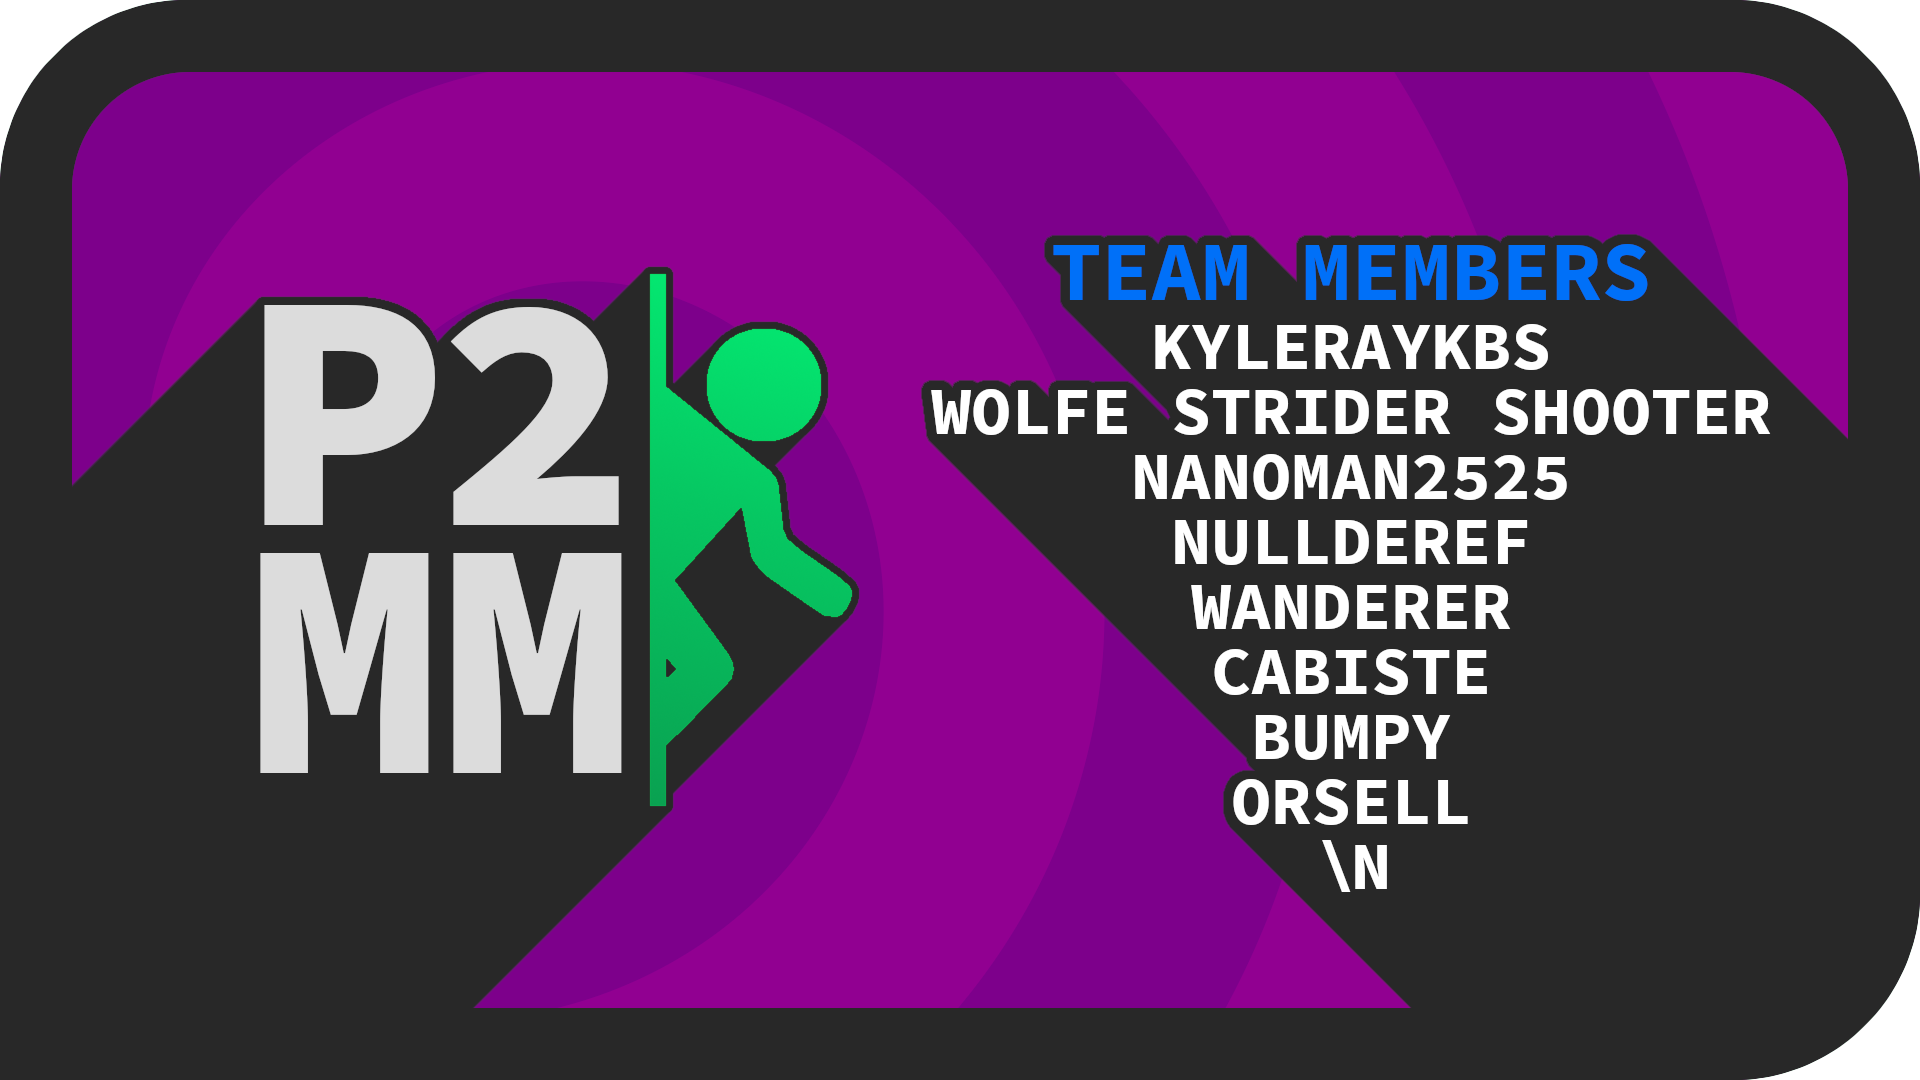 P2
MM
TEAM MEMBERS
KYLERAYKBS
WOLFE STRIDER SHOOTER
NANOMAN2525
NULLDEREF
WANDERER
CABISTE
BUMPY
ORSELL
\N